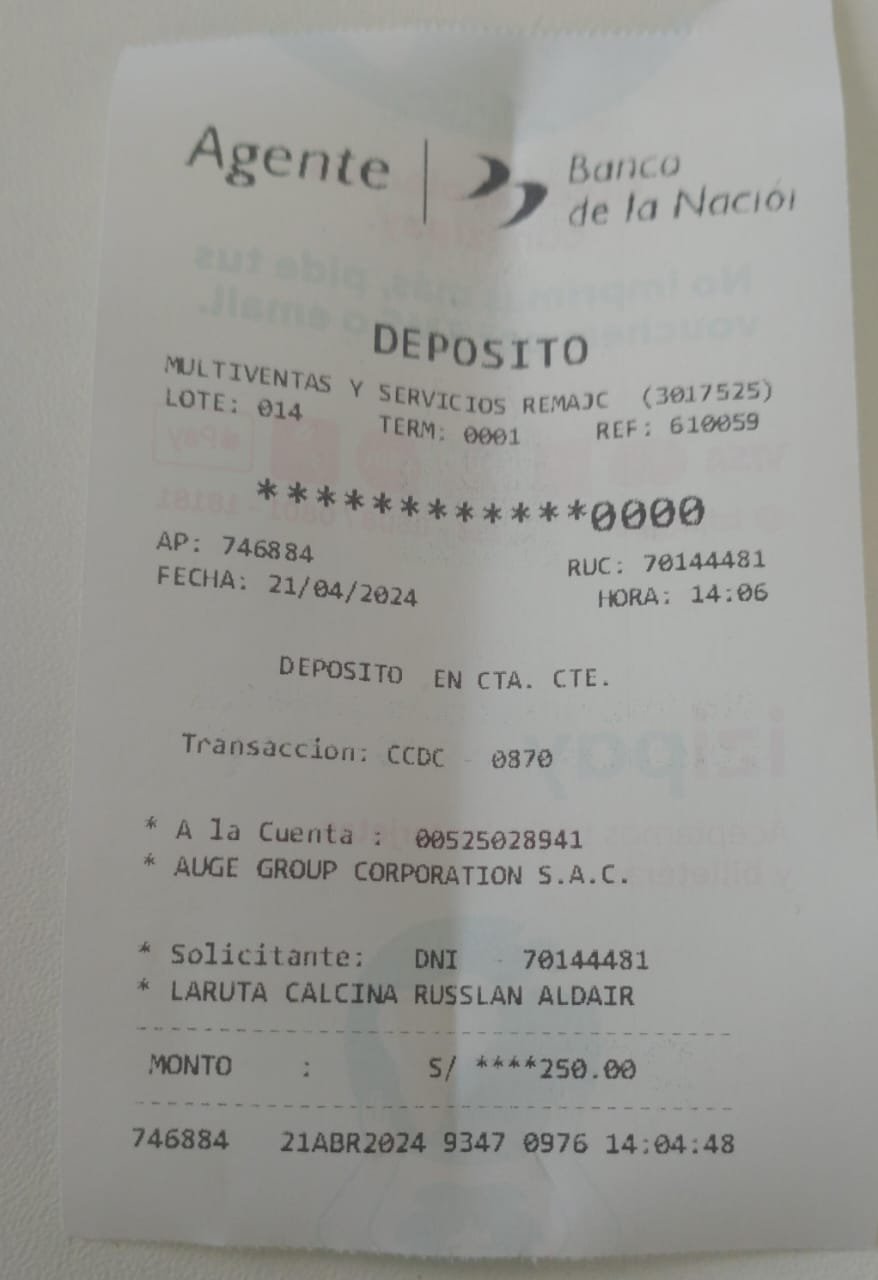 Agente | Banco
de la Nación
DEPOSITO
MULTIVENTAS Y SERVICIOS REMAJC (3017525)
LOTE: 014 TERM: 0001 REF: 610059
************0000
AP: 746884 RUC: 70144481
FECHA: 21/04/2024 HORA: 14:06
DEPOSITO EN CTA. CTE.
Transaccion: CCDC - 0870
* A la Cuenta : 00525028941
* AUGE GROUP CORPORATION S.A.C.
* Solicitante: DNI - 70144481
* LARUTA CALCINA RUSSLAN ALDAIR
MONTO : S/ ****250.00
746884 21ABR2024 9347 0976 14:04:48